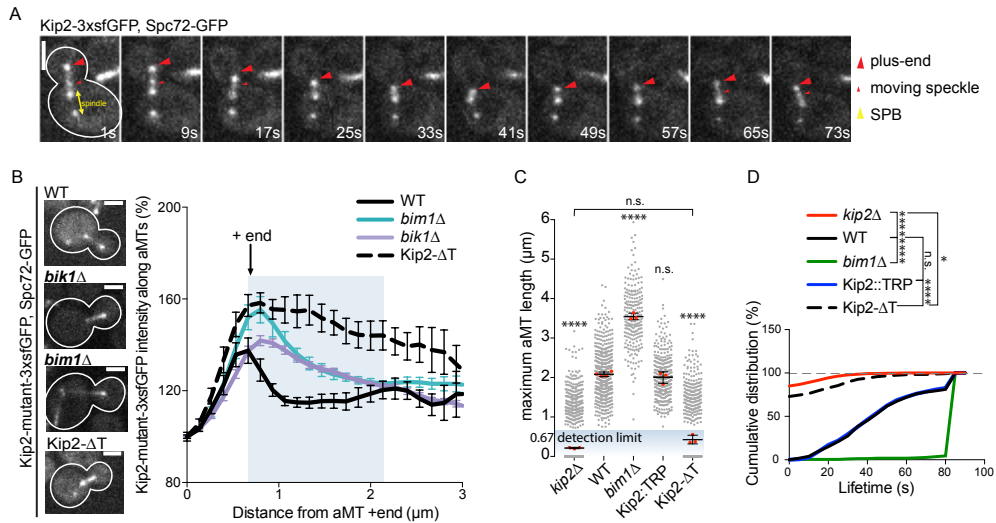 A
Kip2-3xsfGFP, Spc72-GFP
spindle
1s
9s
17s
25s
33s
41s
49s
57s
65s
73s
plus-end
moving speckle
SPB
B
Kip2-mutant-3xsfGFP, Spc72-GFP
WT
bik1Δ
bim1Δ
Kip2-ΔT
Kip2-mutant-3xsfGFP intensity along aMTs (%)
200
160
120
80
0
1
2
3
Distance from aMT +end (µm)
+ end
WT
bim1Δ
bik1Δ
Kip2-ΔT
C
n.s.
maximum aMT length (µm)
6
5
4
3
2
1
0
****
****
n.s.
****
0.67 detection limit
kip2Δ
WT
bim1Δ
Kip2:TRP
Kip2-ΔT
D
kip2Δ
WT
bim1Δ
Kip2::TRP
Kip2-ΔT
n.s.
****
*
Cumulative distribution (%)
100
50
0
0
20
40
60
80
100
Lifetime (s)